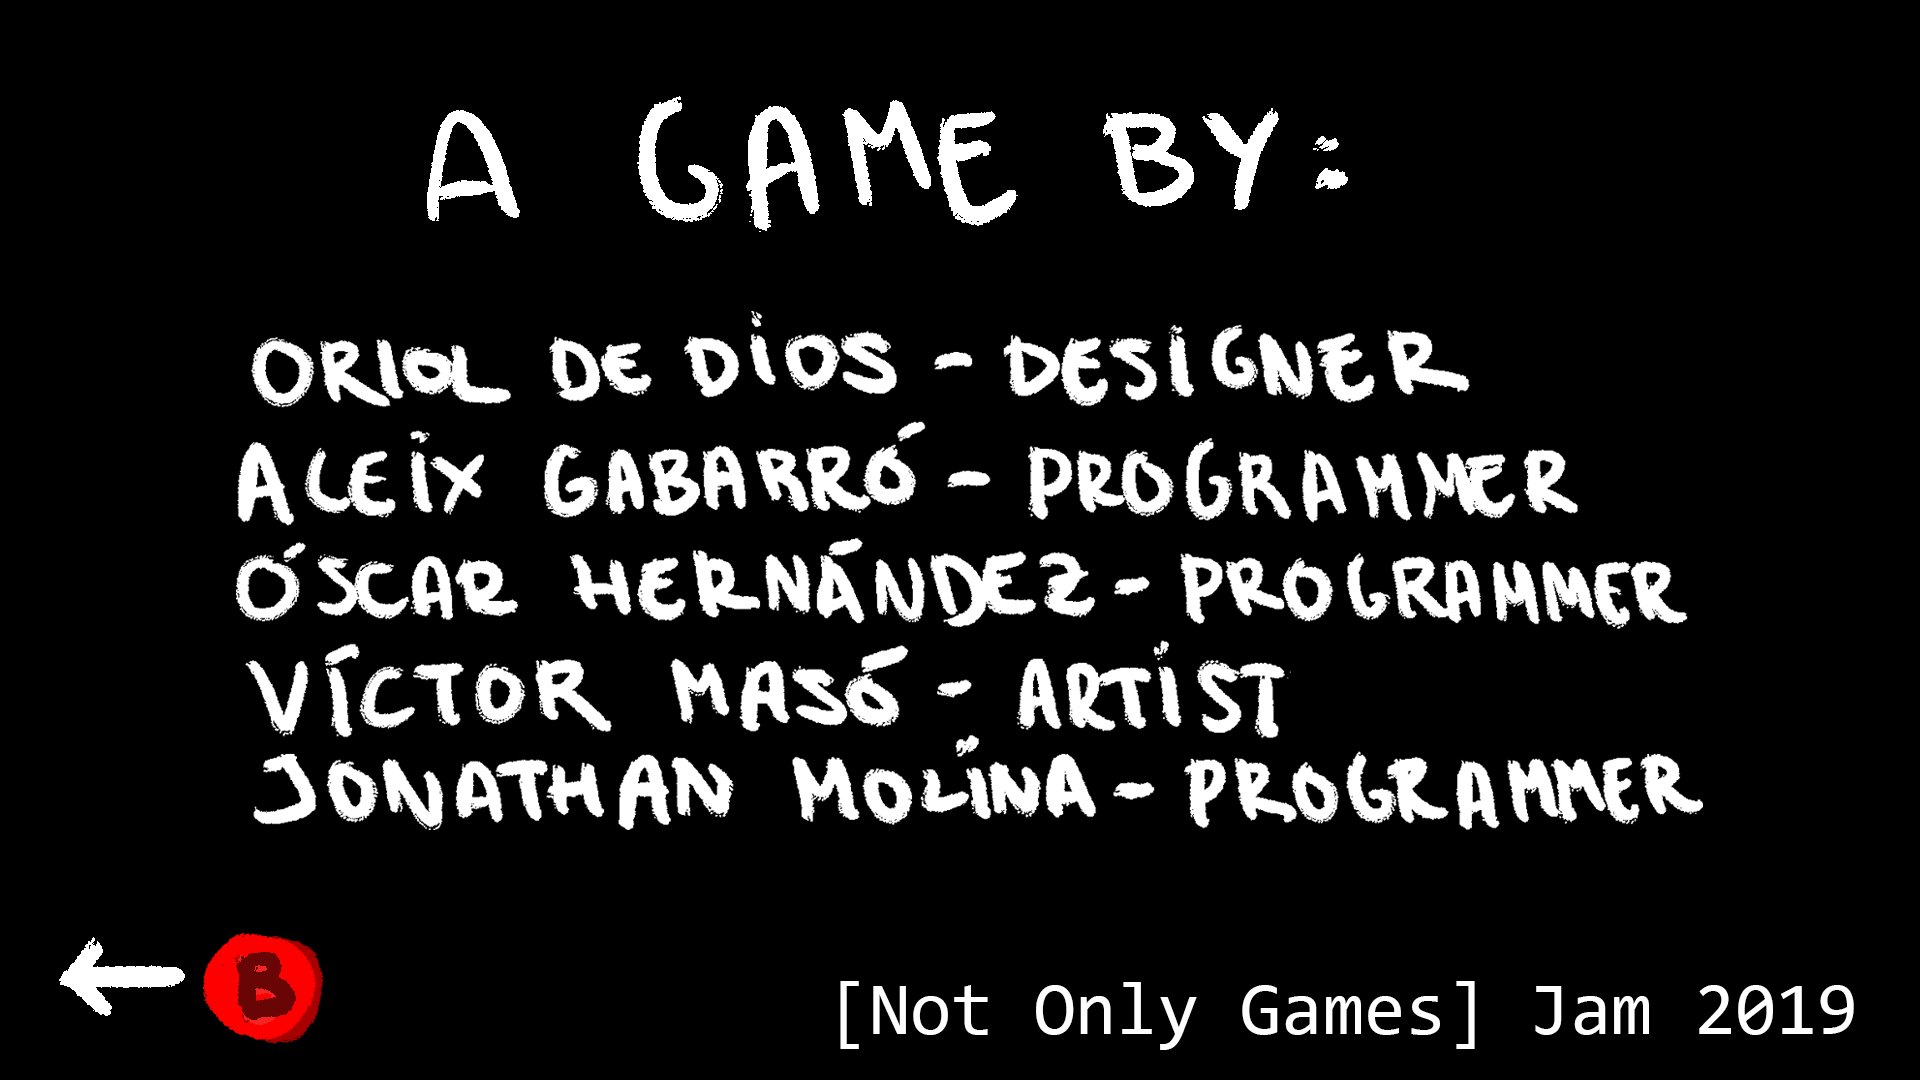 A GAME BY:
ORIOL DE DIOS - DESIGNER
ALEIX GABARRÓ - PROGRAMMER
ÓSCAR HERNÁNDEZ - PROGRAMMER
VÍCTOR MASÓ - ARTIST
JONATHAN MOLINA - PROGRAMMER
B
[Not Only Games] Jam 2019